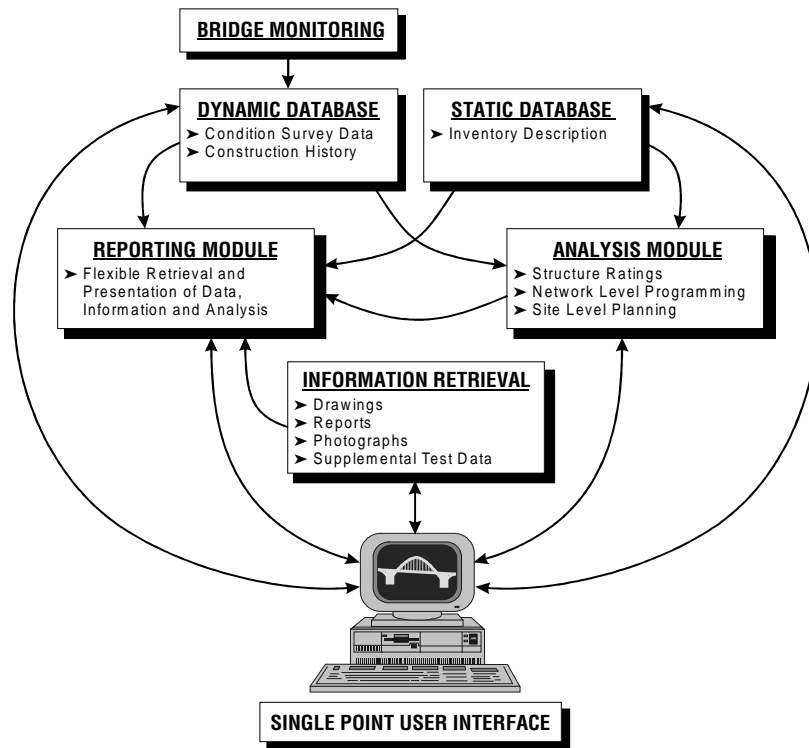 BRIDGE MONITORING
DYNAMIC DATABASE
➤ Condition Survey Data
➤ Construction History
STATIC DATABASE
➤ Inventory Description
REPORTING MODULE
➤ Flexible Retrieval and
Presentation of Data,
Information and Analysis
ANALYSIS MODULE
➤ Structure Ratings
➤ Network Level Programming
➤ Site Level Planning
INFORMATION RETRIEVAL
➤ Drawings
➤ Reports
➤ Photographs
➤ Supplemental Test Data
SINGLE POINT USER INTERFACE